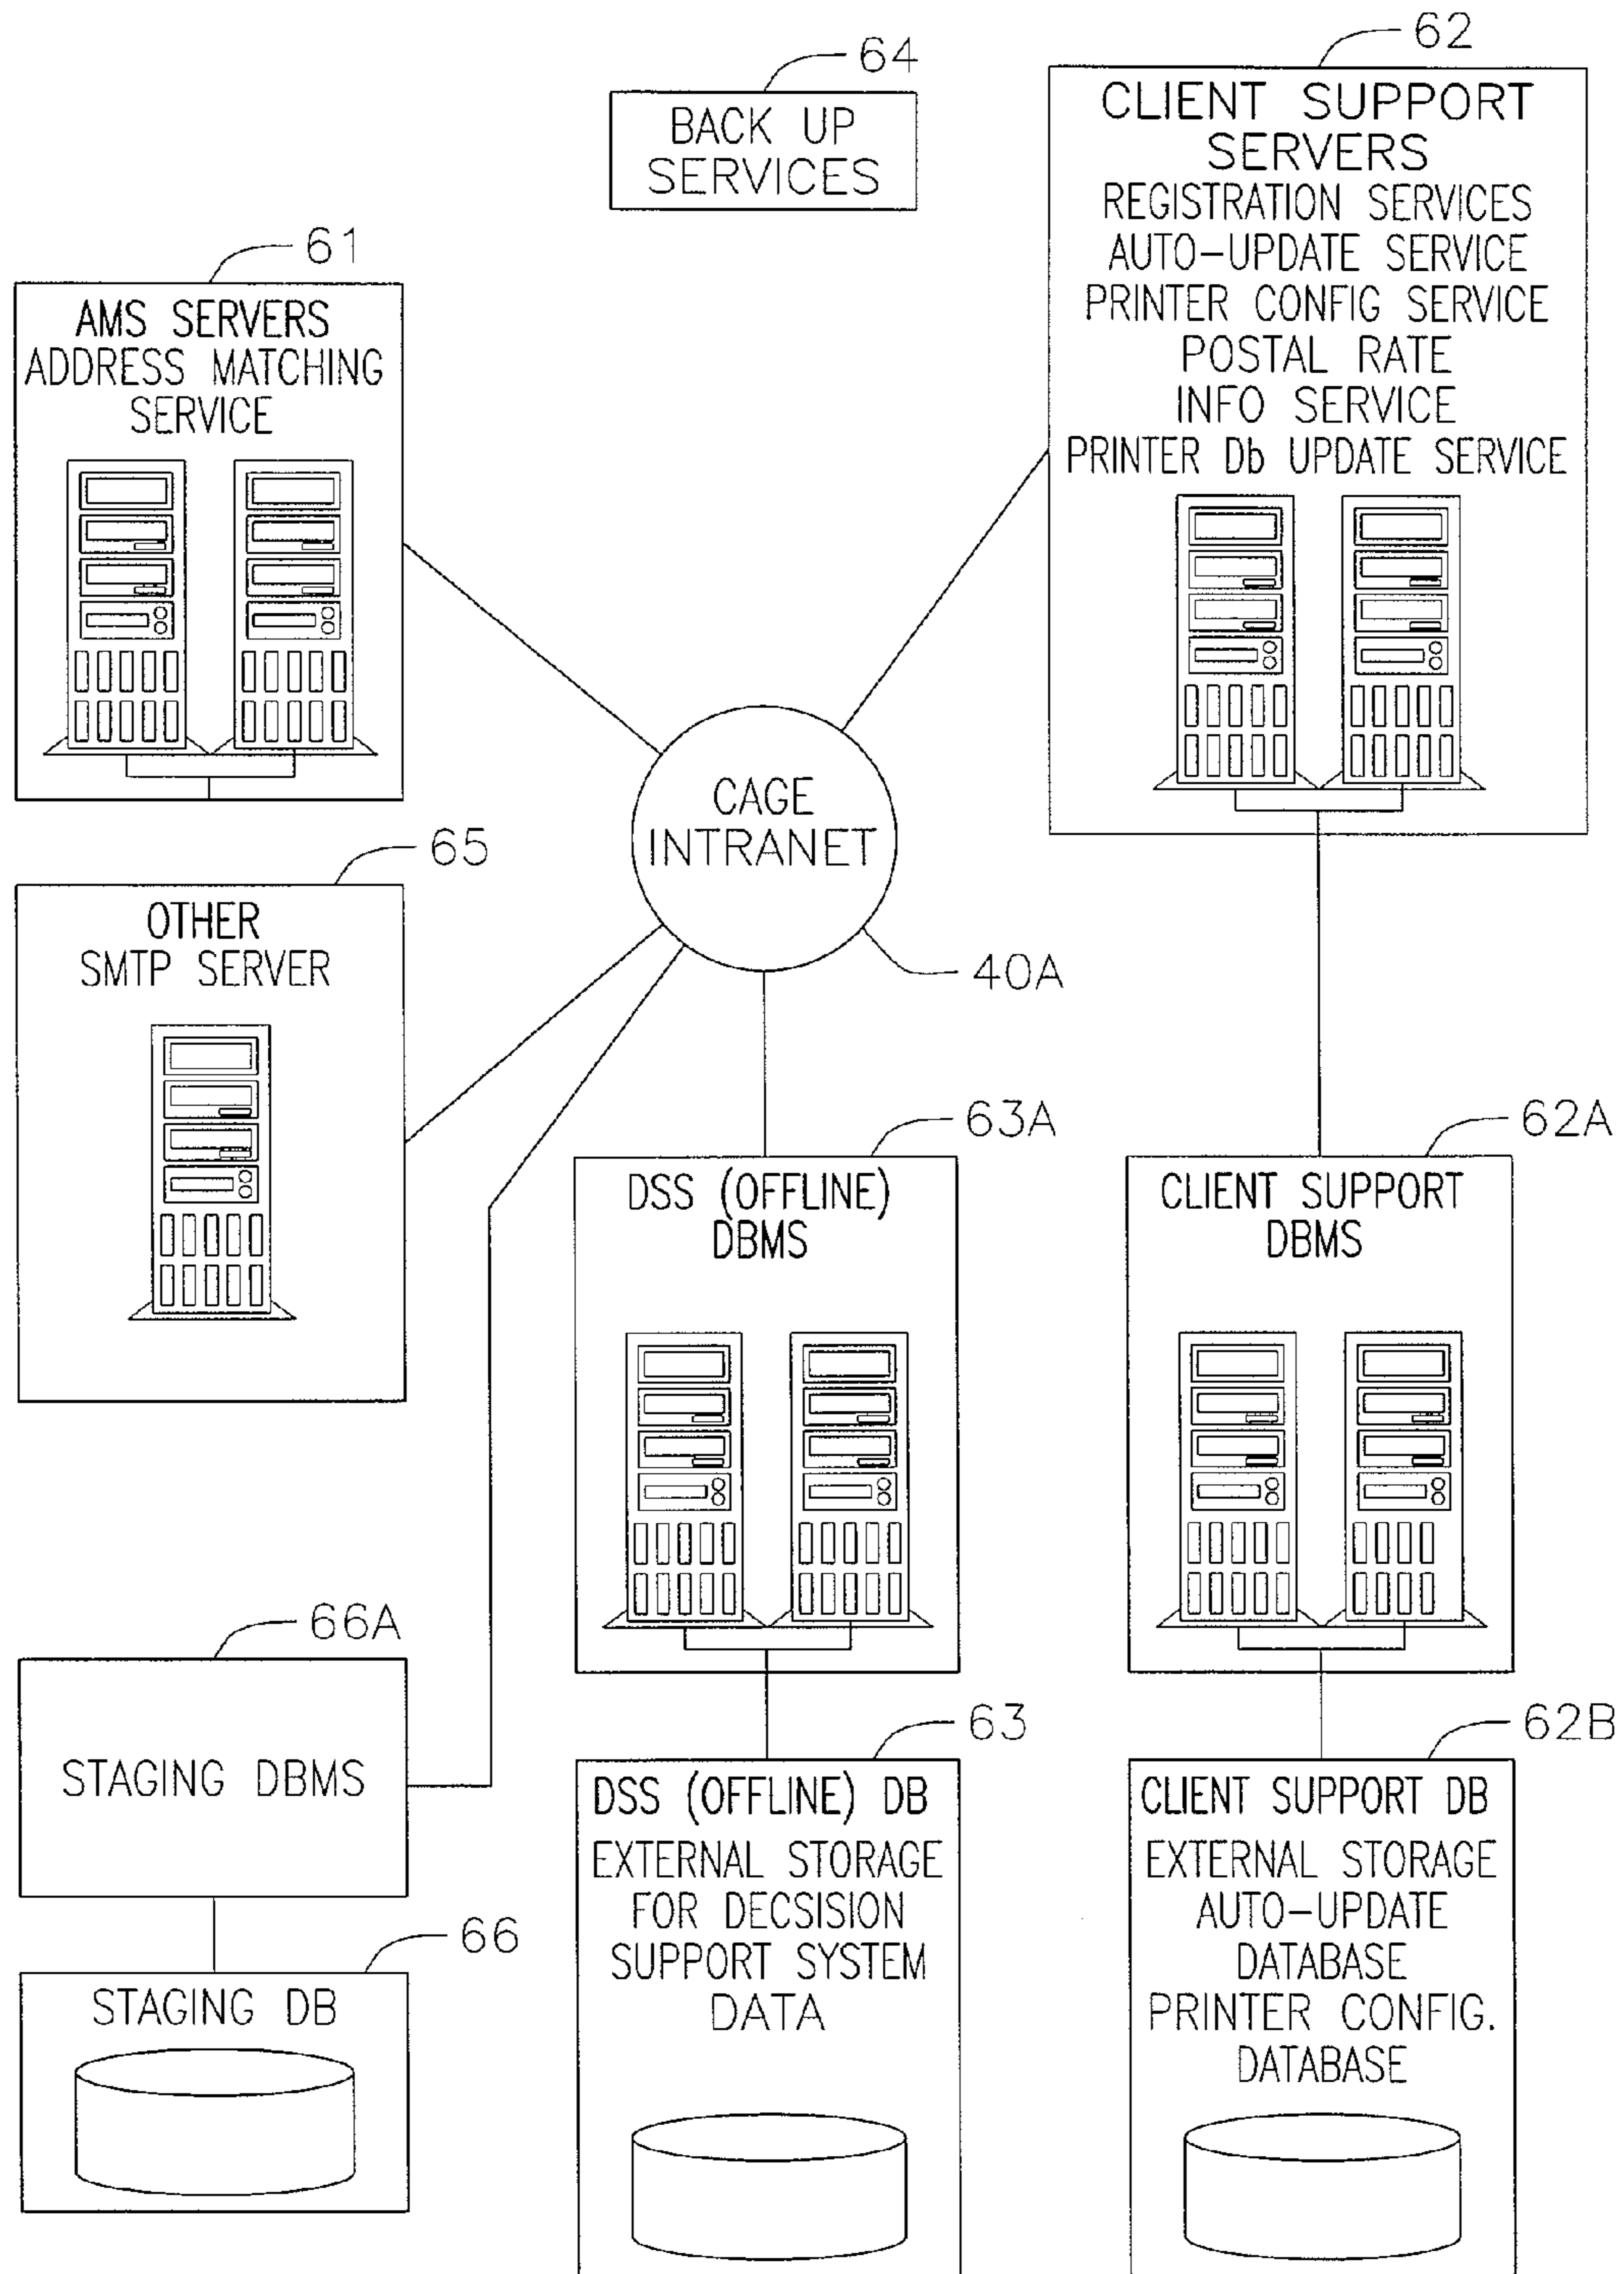 62
CLIENT SUPPORT
SERVERS
REGISTRATION SERVICES
AUTO-UPDATE SERVICE
PRINTER CONFIG SERVICE
POSTAL RATE
INFO SERVICE
PRINTER Db UPDATE SERVICE
64
BACK UP
SERVICES
61
AMS SERVERS
ADDRESS MATCHING
SERVICE
CAGE
INTRANET
40A
65
OTHER
SMTP SERVER
63A
DSS (OFFLINE)
DBMS
62A
CLIENT SUPPORT
DBMS
66A
STAGING DBMS
66
STAGING DB
63
DSS (OFFLINE) DB
EXTERNAL STORAGE
FOR DECSISION
SUPPORT SYSTEM
DATA
62B
CLIENT SUPPORT DB
EXTERNAL STORAGE
AUTO-UPDATE
DATABASE
PRINTER CONFIG.
DATABASE